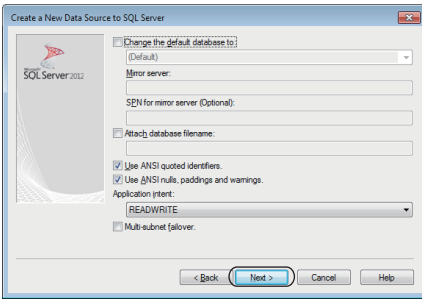 Create a New Data Source to SQL Server
Microsoft
SQL Server 2012
Change the default database to:
(Default)
Mirror server:
SPN for mirror server (Optional):
Attach database filename:
Use ANSI quoted identifiers.
Use ANSI nulls, paddings and warnings.
Application intent:
READWRITE
Multi-subnet failover.
< Back
Next >
Cancel
Help